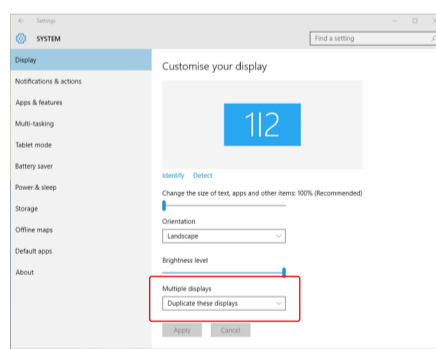 Settings
SYSTEM
Find a setting
Display
Notifications & actions
Apps & features
Multi-tasking
Tablet mode
Battery saver
Power & sleep
Storage
Offline maps
Default apps
About
Customise your display
1|2
Identify Detect
Change the size of text, apps and other items: 100% (Recommended)
Orientation
Landscape
Brightness level
Multiple displays
Duplicate these displays
Apply Cancel